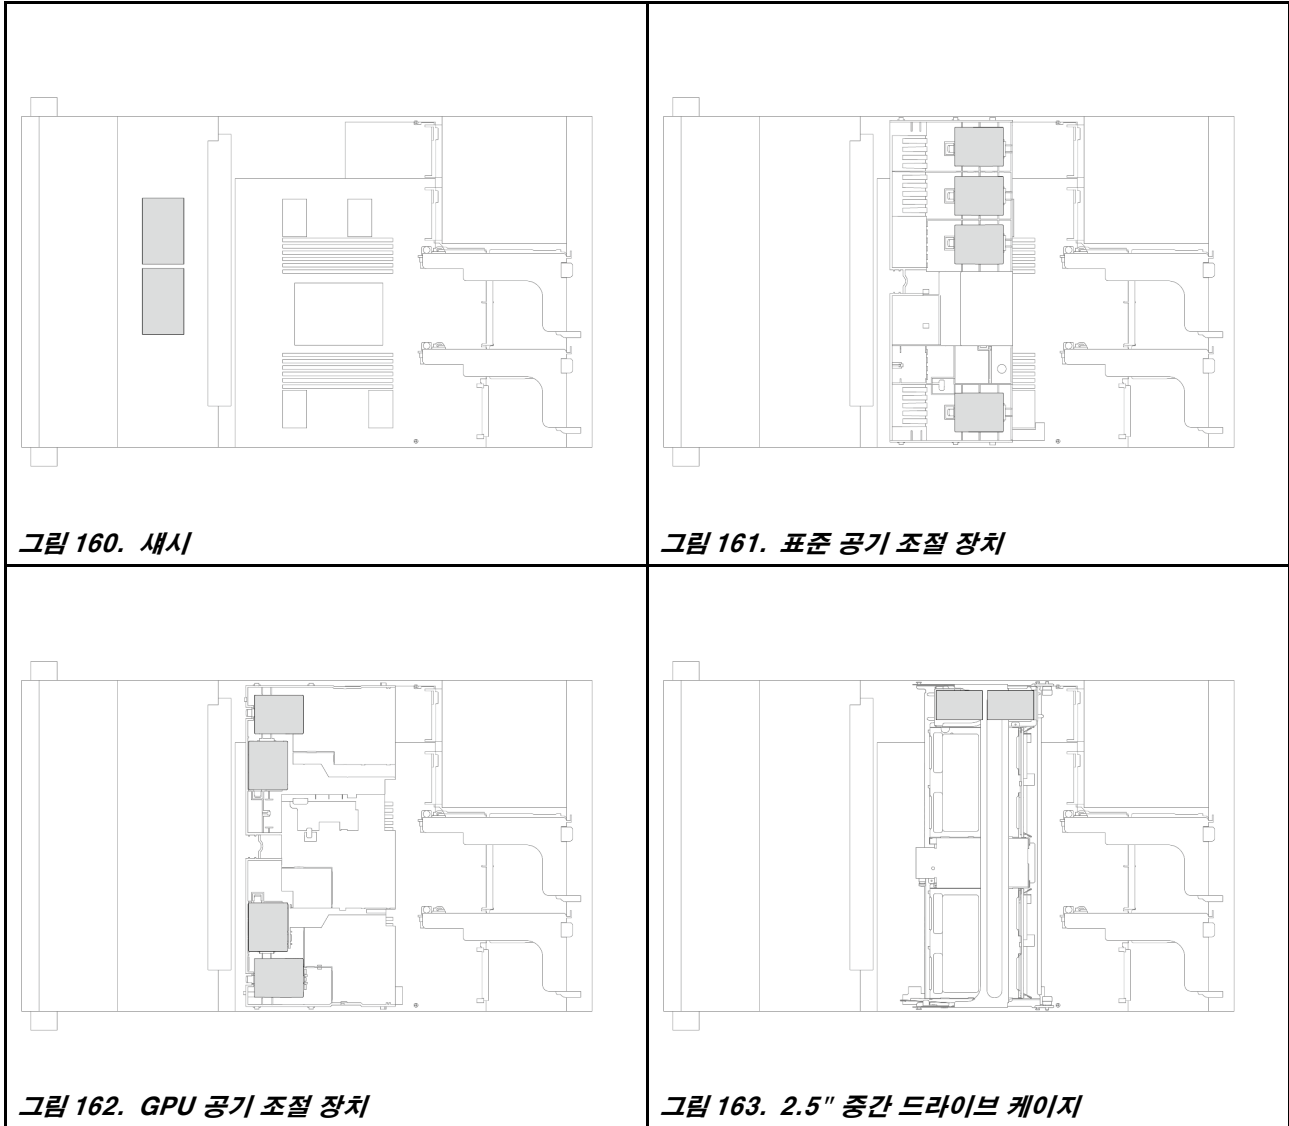 그림 160. 섀시
그림 161. 표준 공기 조절 장치
그림 162. GPU 공기 조절 장치
그림 163. 2.5" 중간 드라이브 케이지